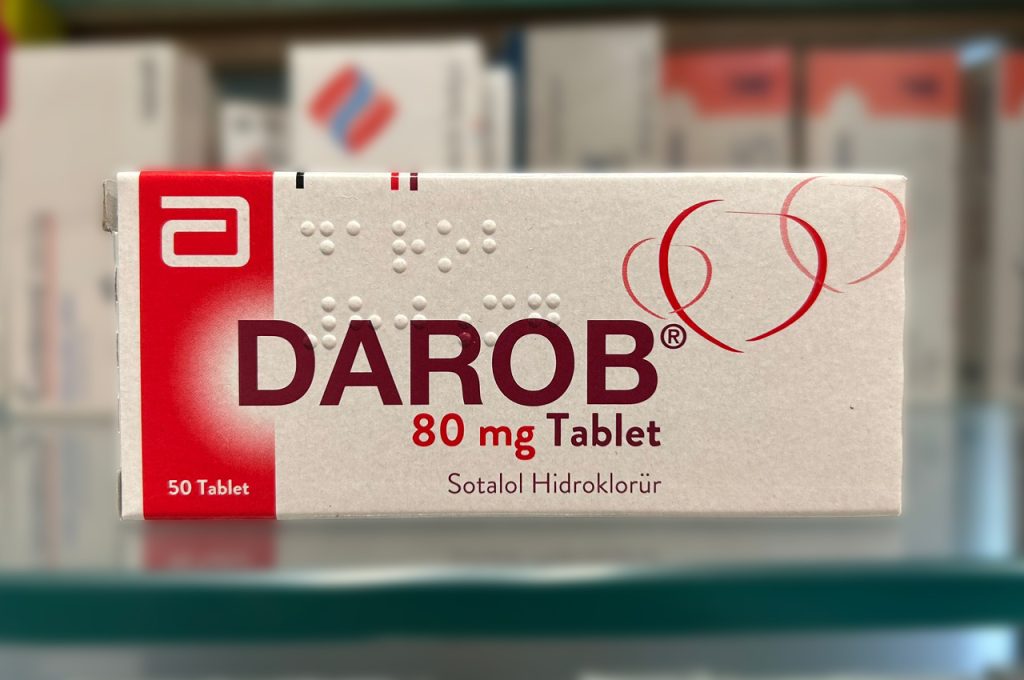 DAROB®
80 mg Tablet
50 Tablet
Sotalol Hidroklorür